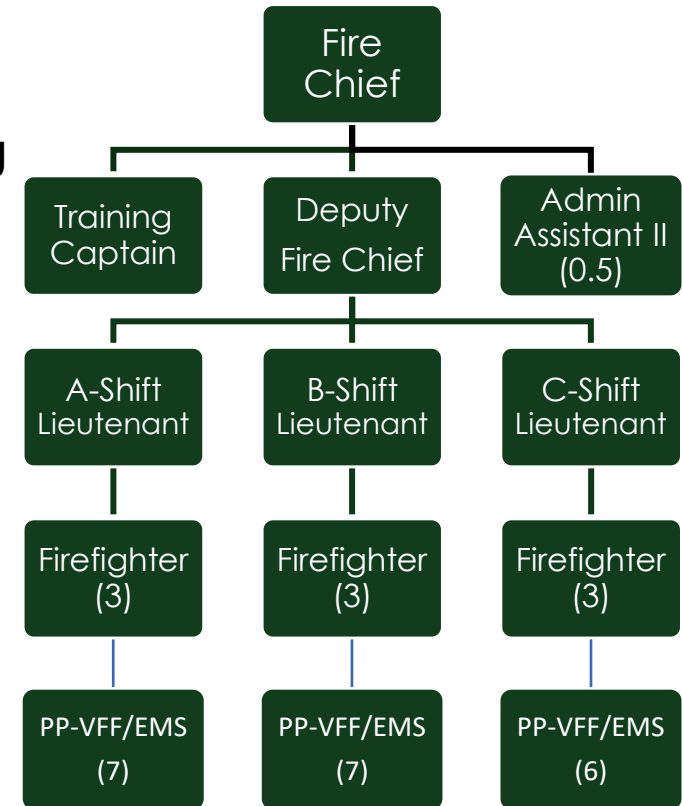 Fire
Chief
g
Training
Captain
Deputy
Fire Chief
Admin
Assistant II
(0.5)
A-Shift
Lieutenant
B-Shift
Lieutenant
C-Shift
Lieutenant
Firefighter
(3)
Firefighter
(3)
Firefighter
(3)
PP-VFF/EMS
(7)
PP-VFF/EMS
(7)
PP-VFF/EMS
(6)